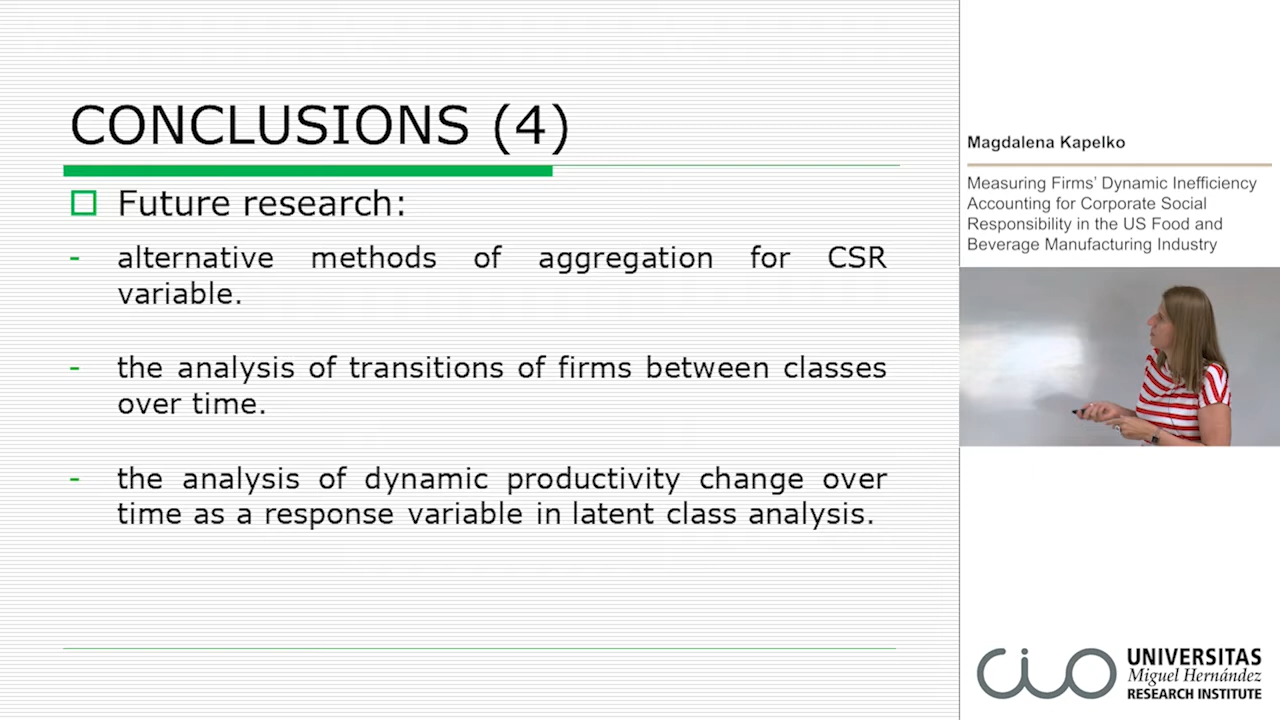 CONCLUSIONS (4)
Future research:
- alternative methods of aggregation for CSR
variable.
- the analysis of transitions of firms between classes
over time.
- the analysis of dynamic productivity change over
time as a response variable in latent class analysis.
Magdalena Kapelko
Measuring Firms’ Dynamic Inefficiency
Accounting for Corporate Social
Responsibility in the US Food and
Beverage Manufacturing Industry
cio
UNIVERSITAS
Miguel Hernández
RESEARCH INSTITUTE